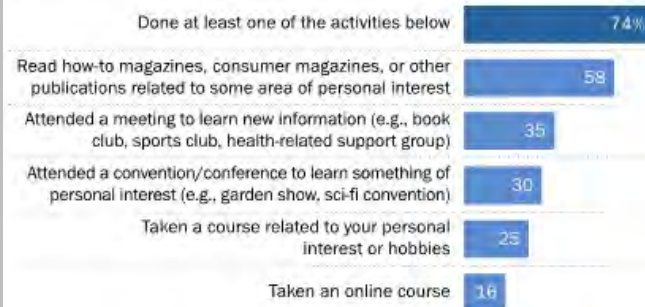 Done at least one of the activities below
74%
Read how-to magazines, consumer magazines, or other
publications related to some area of personal interest
58
Attended a meeting to learn new information (e.g., book
club, sports club, health-related support group)
35
Attended a convention/conference to learn something of
personal interest (e.g., garden show, sci-fi convention)
30
Taken a course related to your personal
interest or hobbies
25
Taken an online course
16